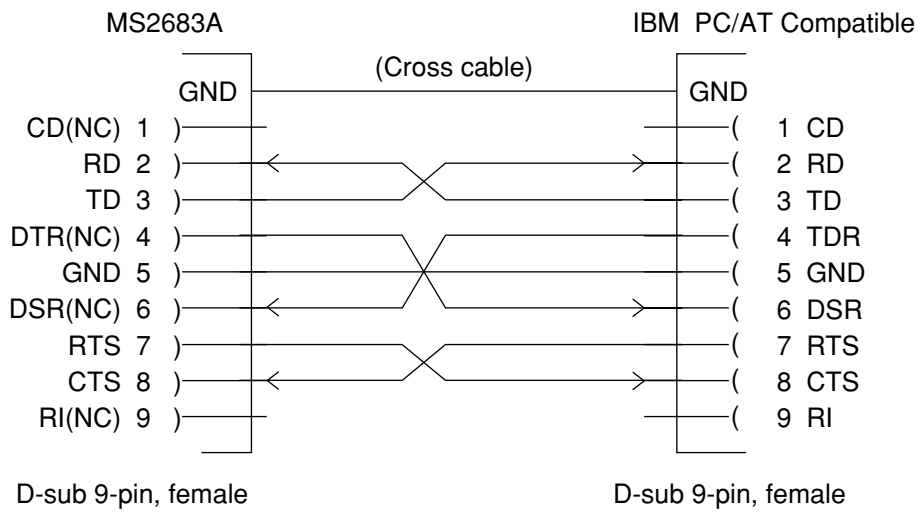 MS2683A IBM PC/AT Compatible
(Cross cable)
GND GND
CD(NC) 1 ) ( 1 CD
RD 2 ) ( 2 RD
TD 3 ) ( 3 TD
DTR(NC) 4 ) ( 4 TDR
GND 5 ) ( 5 GND
DSR(NC) 6 ) ( 6 DSR
RTS 7 ) ( 7 RTS
CTS 8 ) ( 8 CTS
RI(NC) 9 ) ( 9 RI
D-sub 9-pin, female D-sub 9-pin, female